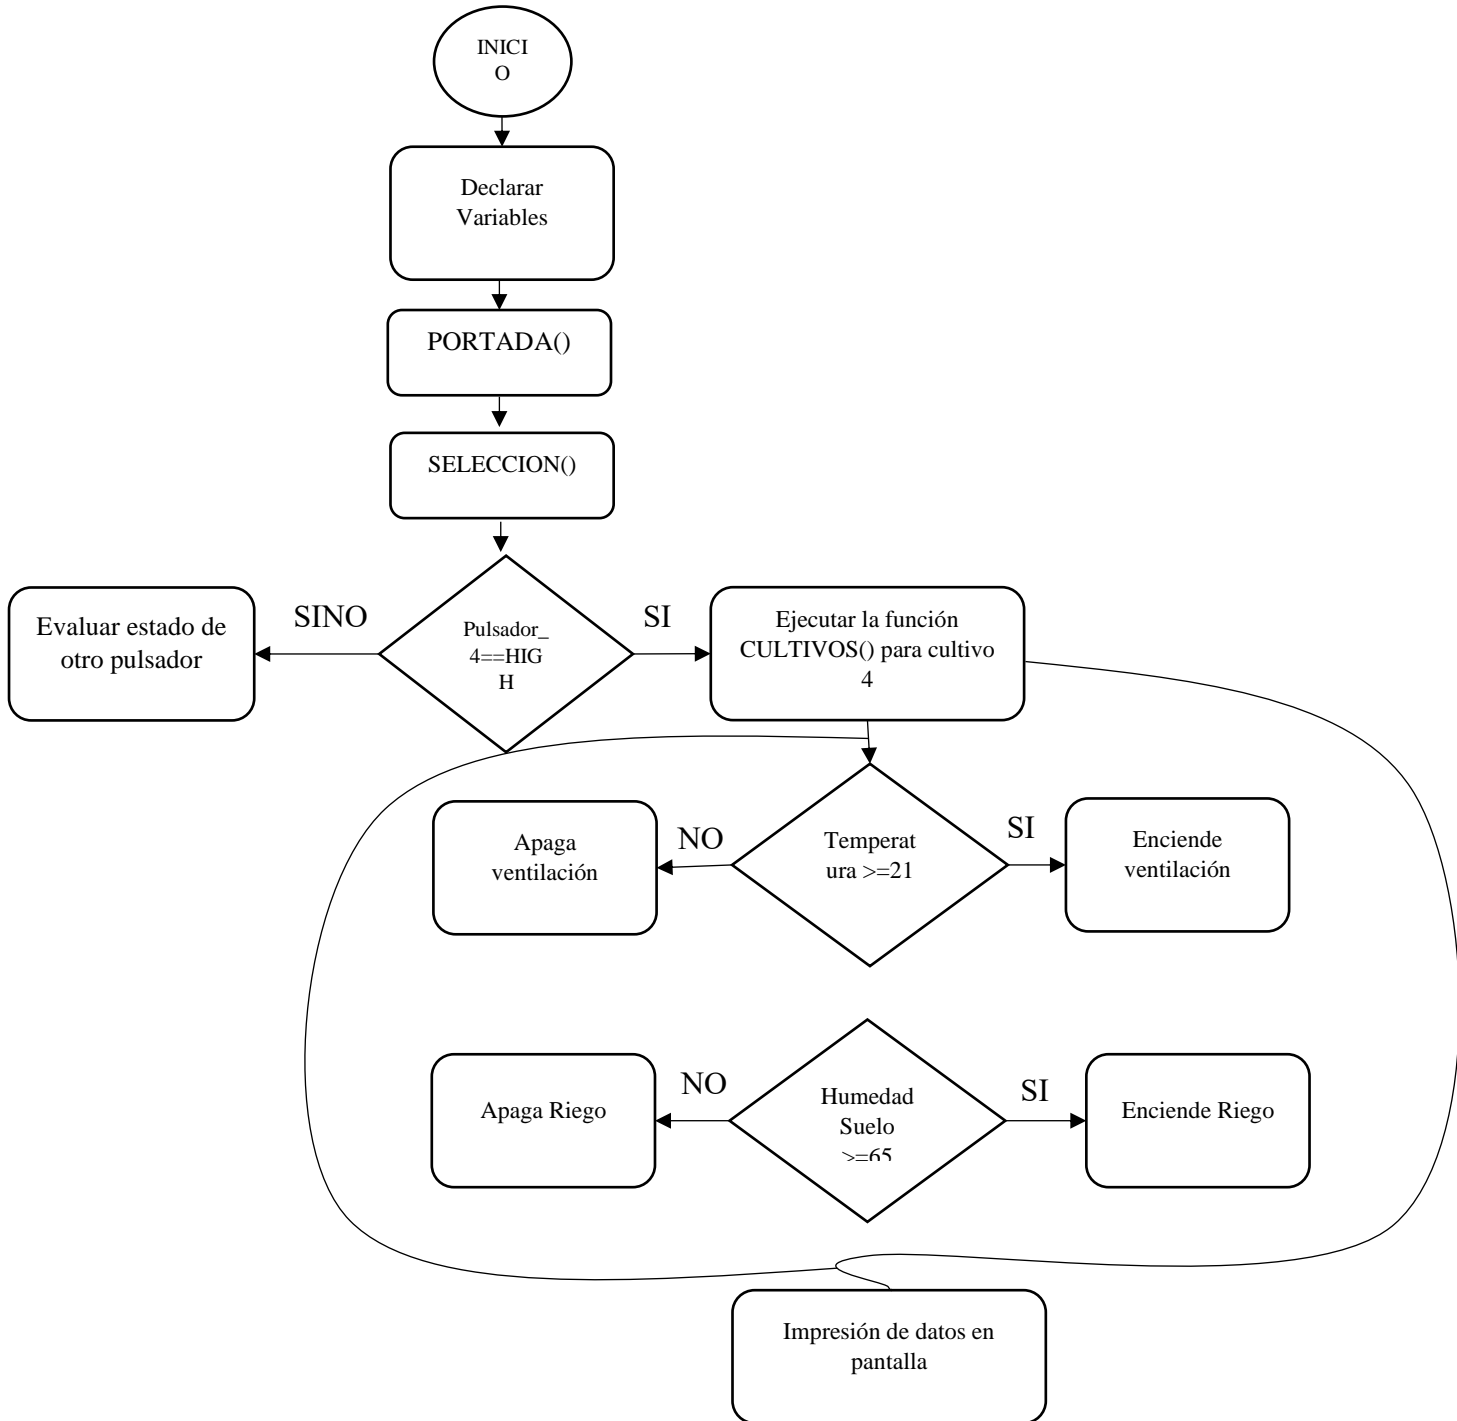 INICI
O
Declarar
Variables
PORTADA()
SELECCION()
Evaluar estado de
otro pulsador
SINO
Pulsador_
4==HIG
H
SI
Ejecutar la función
CULTIVOS() para cultivo
4
Apaga
ventilación
NO
Temperat
ura >=21
SI
Enciende
ventilación
Apaga Riego
NO
Humedad
Suelo
>=65
SI
Enciende Riego
Impresión de datos en
pantalla